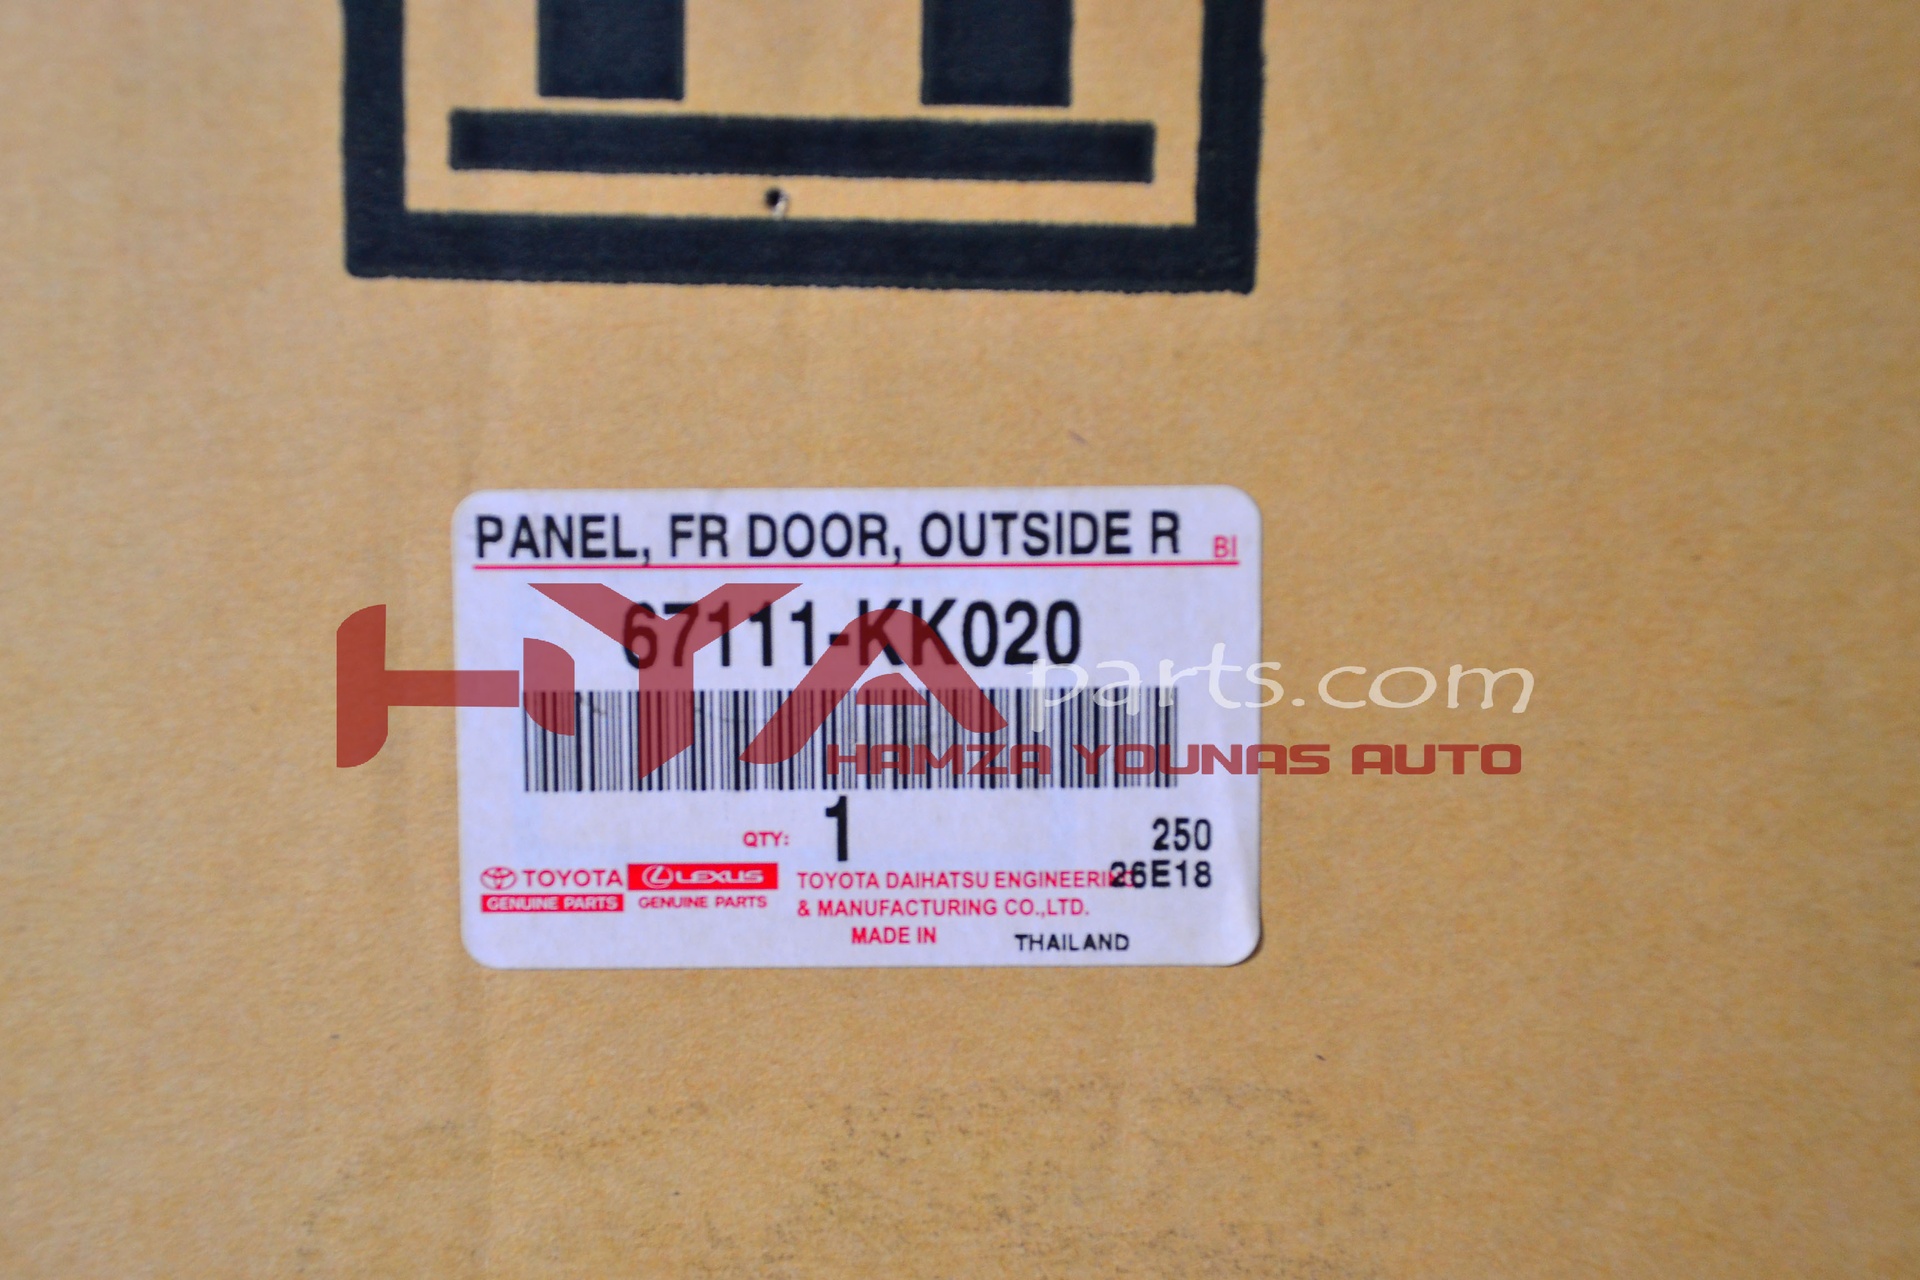 PANEL, FR DOOR, OUTSIDE R BI
67111-KK020
HYA parts.com
HAMZA YOUNAS AUTO
QTY: 1 250
26E18
TOYOTA LEXUS TOYOTA DAIHATSU ENGINEERING
GENUINE PARTS GENUINE PARTS & MANUFACTURING CO.,LTD.
MADE IN THAILAND